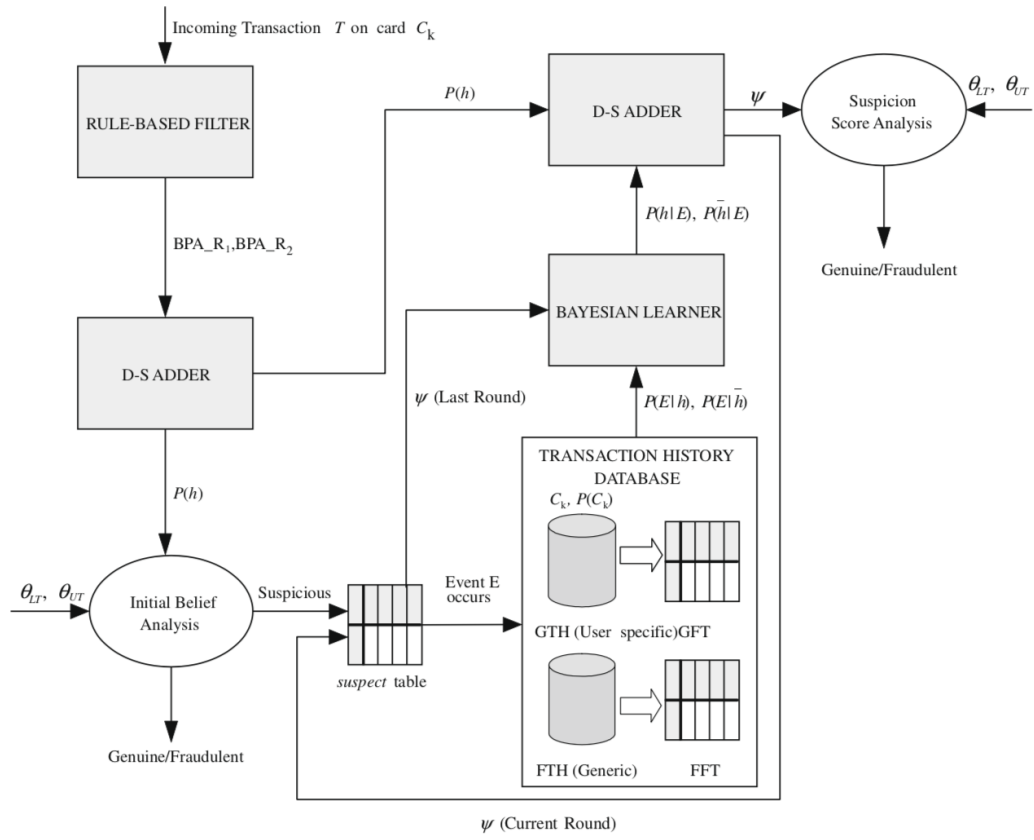 Incoming Transaction T on card Cₖ
RULE-BASED FILTER
BPA_R₁,BPA_R₂
D-S ADDER
P(h)
P(h)
D-S ADDER
ψ
Suspicion
Score Analysis
θ_LT, θ_UT
Genuine/Fraudulent
P(h|E), P(h̄|E)
BAYESIAN LEARNER
ψ (Last Round)
P(E|h), P(E|h̄)
TRANSACTION HISTORY
DATABASE
Cₖ, P(Cₖ)
GTH (User specific)GFT
FTH (Generic) FFT
θ_LT, θ_UT
Initial Belief
Analysis
Suspicious
Event E
occurs
suspect table
Genuine/Fraudulent
ψ (Current Round)